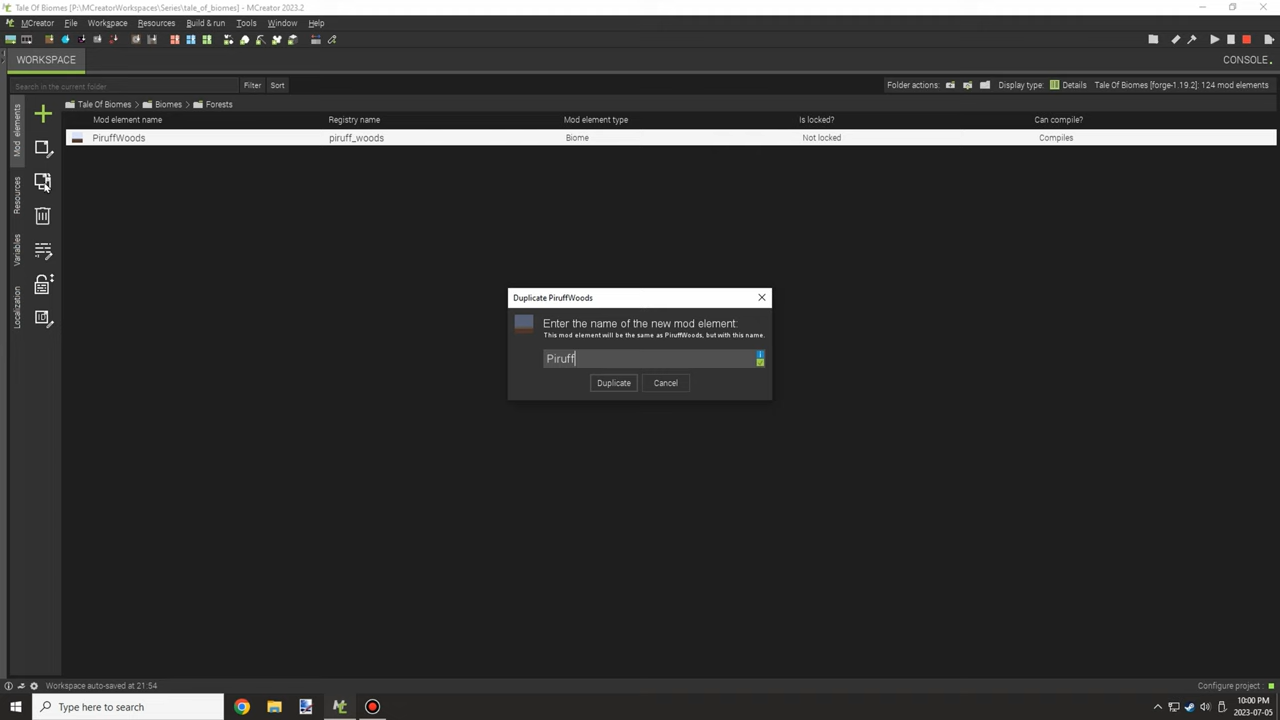 Tale Of Biomes [P:\MCreatorWorkspaces\Series\tale_of_biomes] - MCreator 2023.2
MCreator File Workspace Resources Build & run Tools Window Help
WORKSPACE
CONSOLE
Search in the current folder
Filter Sort
Folder actions: Display type: Details Tale Of Biomes [forge-1.19.2]: 124 mod elements
Tale Of Biomes Biomes Forests
Mod element name Registry name Mod element type Is locked? Can compile?
PiruffWoods piruff_woods Biome Not locked Compiles
Mod elements
Resources
Variables
Localization
Duplicate PiruffWoods
Enter the name of the new mod element:
This mod element will be the same as PiruffWoods, but with this name.
Piruff
Duplicate Cancel
Workspace auto-saved at 21:54
Configure project :
Type here to search
10:00 PM
2023-07-05